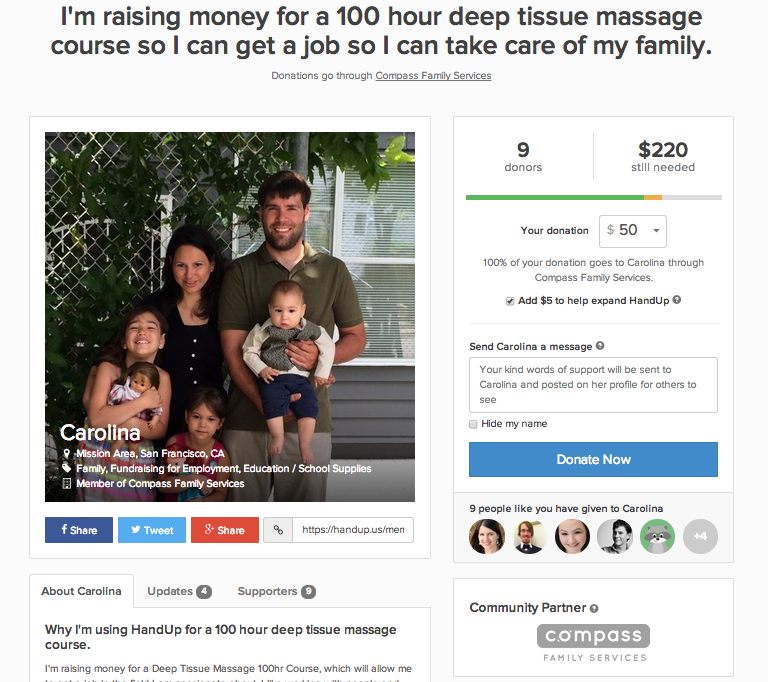 I'm raising money for a 100 hour deep tissue massage
course so I can get a job so I can take care of my family.
Donations go through Compass Family Services
Carolina
Mission Area, San Francisco, CA
Family, Fundraising for Employment, Education / School Supplies
Member of Compass Family Services
f Share
Tweet
g+ Share
https://handup.us/mem
About Carolina
Updates 4
Supporters 9
Why I'm using HandUp for a 100 hour deep tissue massage
course.
I'm raising money for a Deep Tissue Massage 100hr Course, which will allow me
9
donors
$220
still needed
Your donation
$ 50
100% of your donation goes to Carolina through
Compass Family Services.
Add $5 to help expand HandUp ?
Send Carolina a message ?
Your kind words of support will be sent to
Carolina and posted on her profile for others to
see
Hide my name
Donate Now
9 people like you have given to Carolina
+4
Community Partner ?
compass
FAMILY SERVICES